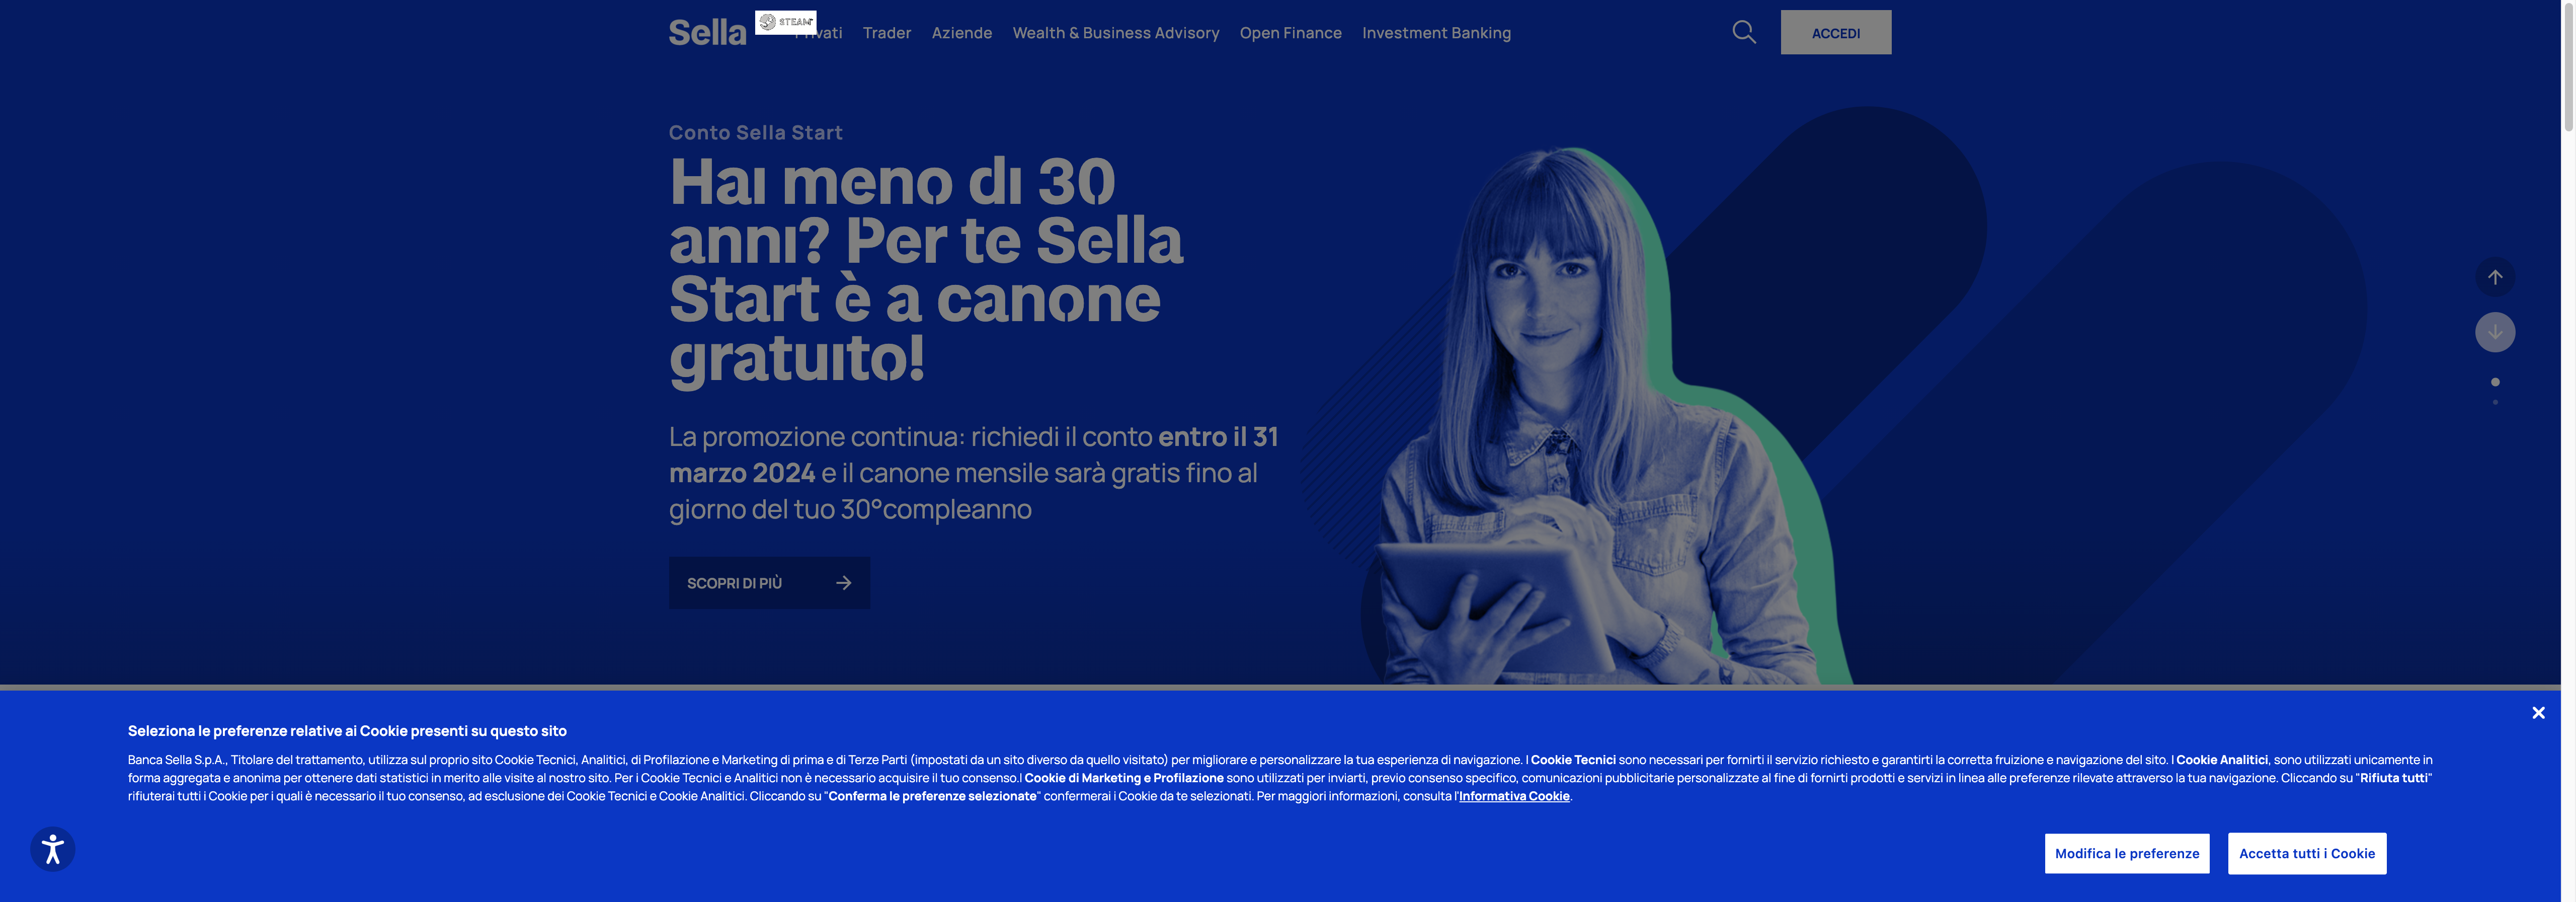 Sella
STEAM
Privati Trader Aziende Wealth & Business Advisory Open Finance Investment Banking
ACCEDI
Conto Sella Start
Hai meno di 30
anni? Per te Sella
Start è a canone
gratuito!
La promozione continua: richiedi il conto entro il 31
marzo 2024 e il canone mensile sarà gratis fino al
giorno del tuo 30°compleanno
SCOPRI DI PIÙ
Seleziona le preferenze relative ai Cookie presenti su questo sito
Banca Sella S.p.A., Titolare del trattamento, utilizza sul proprio sito Cookie Tecnici, Analitici, di Profilazione e Marketing di prima e di Terze Parti (impostati da un sito diverso da quello visitato) per migliorare e personalizzare la tua esperienza di navigazione. I Cookie Tecnici sono necessari per fornirti il servizio richiesto e garantirti la corretta fruizione e navigazione del sito. I Cookie Analitici, sono utilizzati unicamente in
forma aggregata e anonima per ottenere dati statistici in merito alle visite al nostro sito. Per i Cookie Tecnici e Analitici non è necessario acquisire il tuo consenso.I Cookie di Marketing e Profilazione sono utilizzati per inviarti, previo consenso specifico, comunicazioni pubblicitarie personalizzate al fine di fornirti prodotti e servizi in linea alle preferenze rilevate attraverso la tua navigazione. Cliccando su "Rifiuta tutti"
rifiuterai tutti i Cookie per i quali è necessario il tuo consenso, ad esclusione dei Cookie Tecnici e Cookie Analitici. Cliccando su "Conferma le preferenze selezionate" confermerai i Cookie da te selezionati. Per maggiori informazioni, consulta l'Informativa Cookie.
Modifica le preferenze
Accetta tutti i Cookie